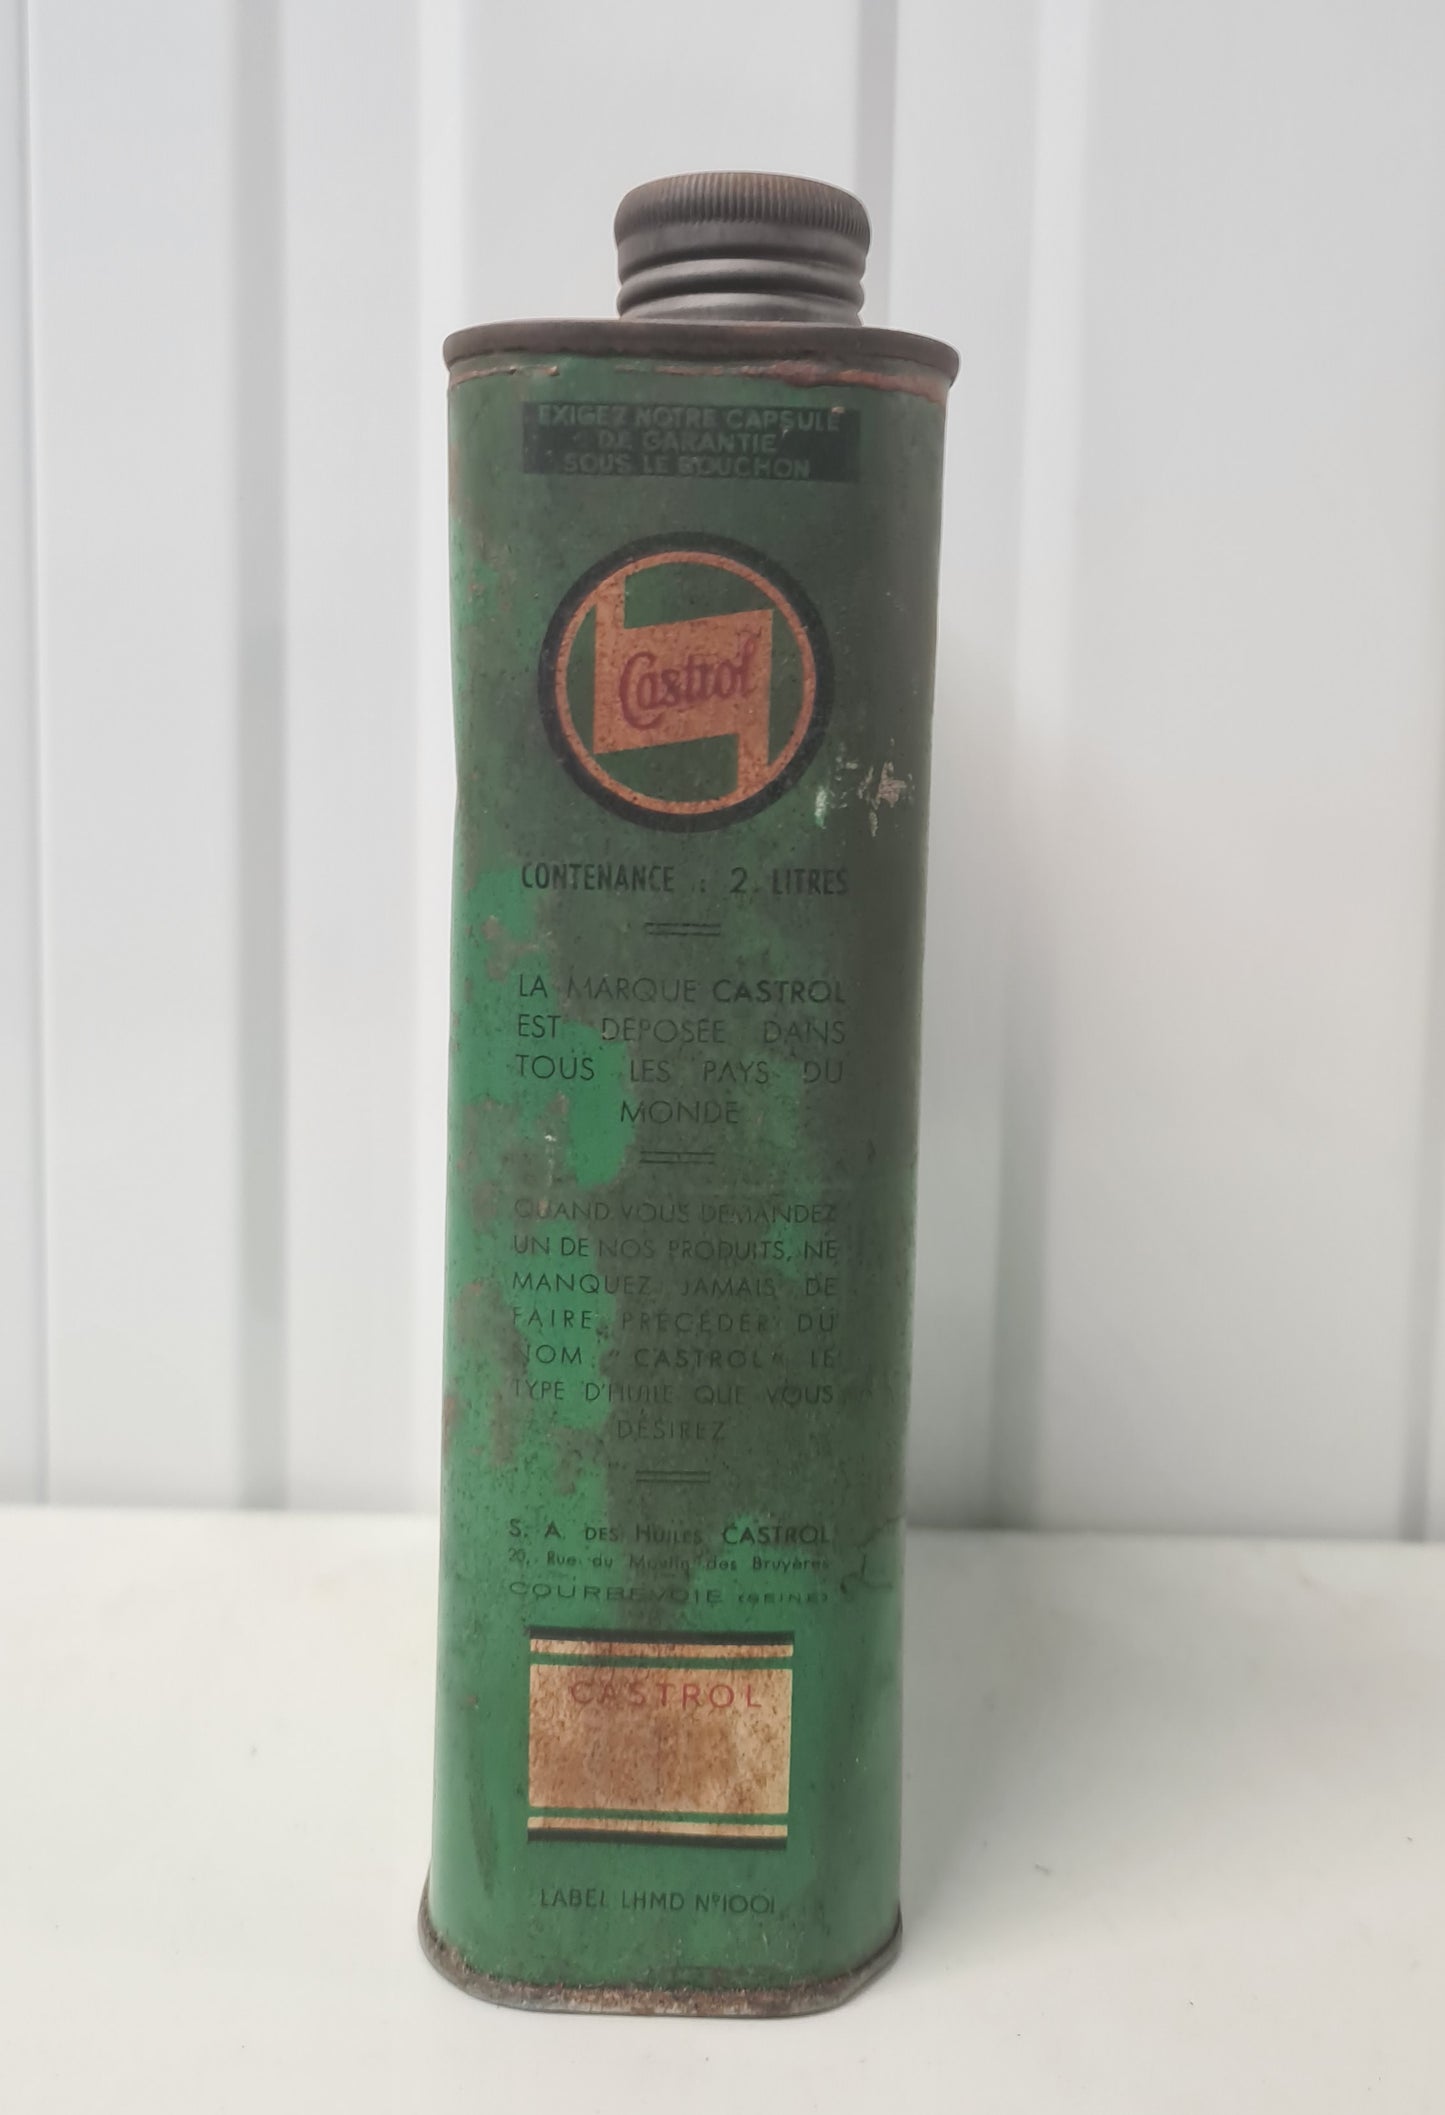 EXIGEZ NOTRE CAPSULE
DE GARANTIE
SOUS LE BOUCHON
Castrol
CONTENANCE : 2 LITRES
LA MARQUE CASTROL
EST DEPOSÉE DANS
TOUS LES PAYS DU
MONDE
QUAND VOUS DEMANDEZ
UN DE NOS PRODUITS, NE
MANQUEZ JAMAIS DE
FAIRE PRÉCÉDER DU
NOM "CASTROL" LE
TYPE D'HUILE QUE VOUS
DÉSIREZ
S. A. DES HUILES CASTROL
20, Rue du Moulin des Bruyères
COURBEVOIE (SEINE)
CASTROL
LABEL LHMD N°1001